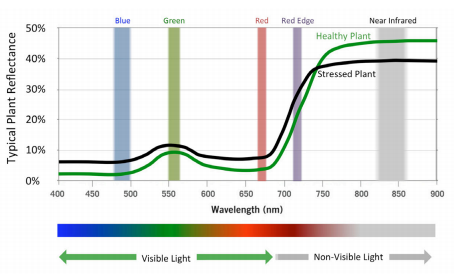 Blue Green Red Red Edge Near Infrared
50%
40%
30%
20%
10%
0%
Typical Plant Reflectance
Healthy Plant
Stressed Plant
400 450 500 550 600 650 700 750 800 850 900
Wavelength (nm)
Visible Light Non-Visible Light